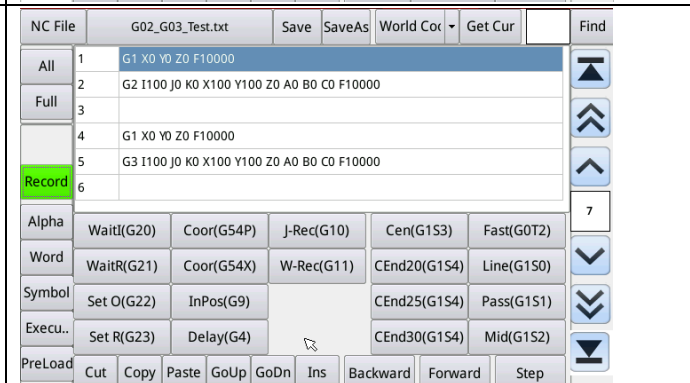 NC File G02_G03_Test.txt Save SaveAs World Coc Get Cur Find
All
Full
Record
1 G1 X0 Y0 Z0 F10000
2 G2 I100 J0 K0 X100 Y100 Z0 A0 B0 C0 F10000
3
4 G1 X0 Y0 Z0 F10000
5 G3 I100 J0 K0 X100 Y100 Z0 A0 B0 C0 F10000
6
7
Alpha WaitI(G20) Coor(G54P) J-Rec(G10) Cen(G1S3) Fast(G0T2)
Word WaitR(G21) Coor(G54X) W-Rec(G11) CEnd20(G1S4) Line(G1S0)
Symbol Set O(G22) InPos(G9) CEnd25(G1S4) Pass(G1S1)
Execu.. Set R(G23) Delay(G4) CEnd30(G1S4) Mid(G1S2)
PreLoad Cut Copy Paste GoUp GoDn Ins Backward Forward Step